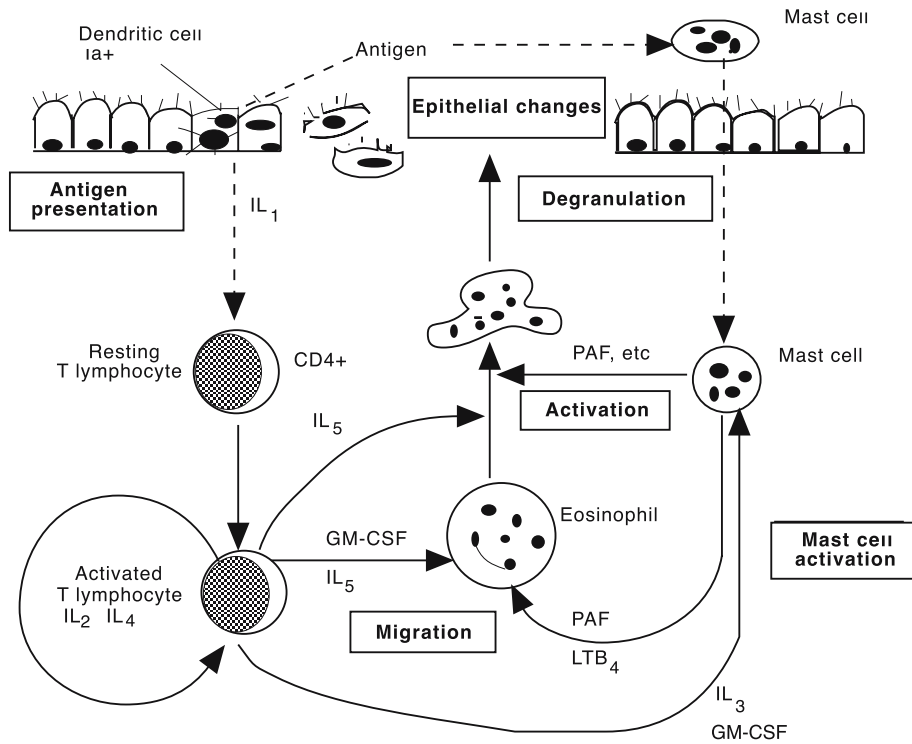 Mast cell
Dendritic cell
Ia+
Antigen
Epithelial changes
Antigen
presentation
IL1
Degranulation
Resting
T lymphocyte
CD4+
PAF, etc
Mast cell
Activation
IL5
GM-CSF
IL5
Eosinophil
Mast cell
activation
Activated
T lymphocyte
IL2 IL4
Migration
PAF
LTB4
IL3
GM-CSF